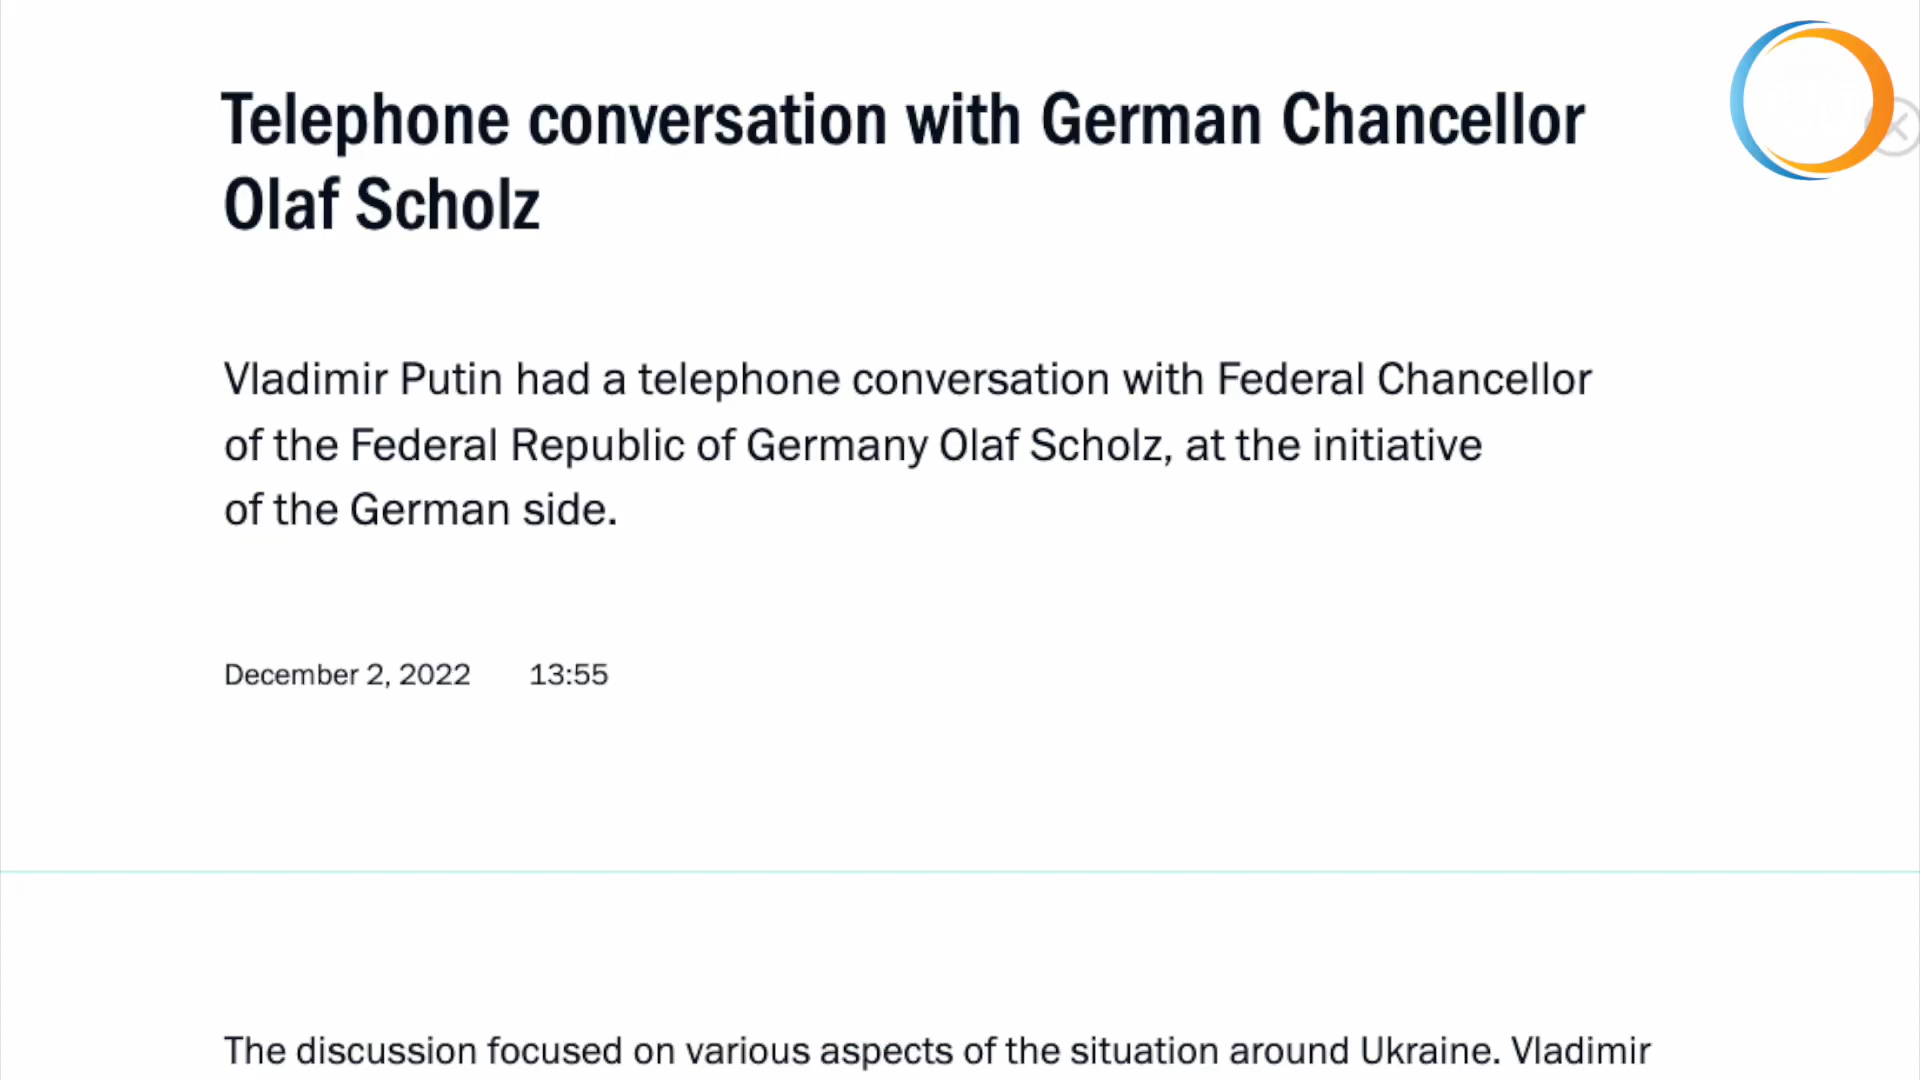 Telephone conversation with German Chancellor
Olaf Scholz
Vladimir Putin had a telephone conversation with Federal Chancellor
of the Federal Republic of Germany Olaf Scholz, at the initiative
of the German side.
December 2, 2022 13:55
The discussion focused on various aspects of the situation around Ukraine. Vladimir